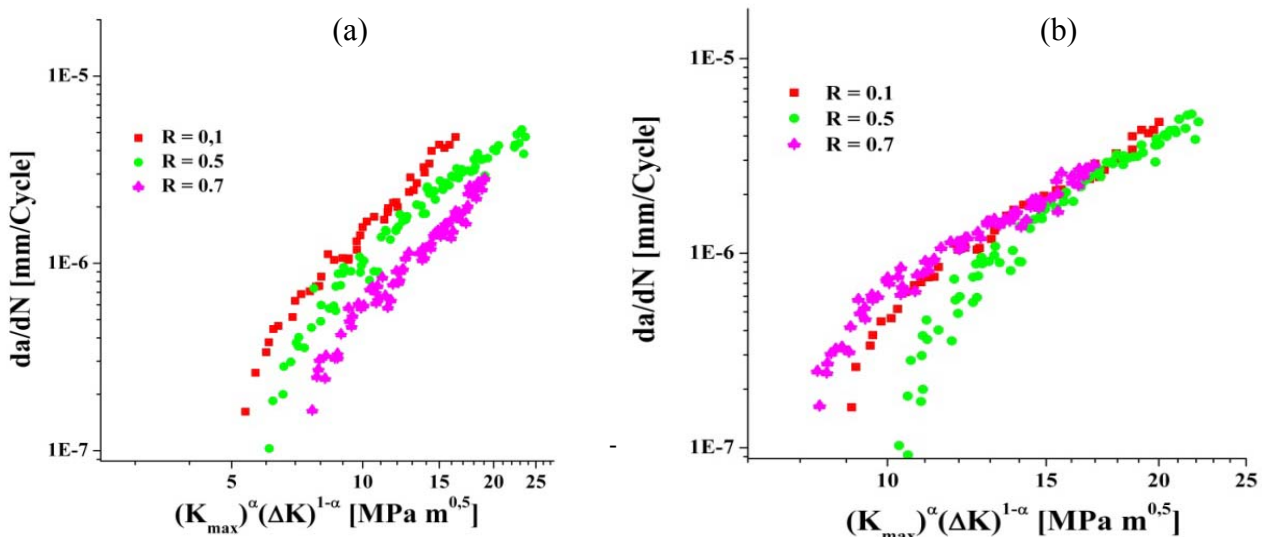 (a)
1E-5
R = 0,1
R = 0.5
R = 0.7
da/dN [mm/Cycle]
1E-6
1E-7
5 10 15 20 25
(Kmax)^α(ΔK)^1-α [MPa m^0,5]
-
(b)
1E-5
R = 0.1
R = 0.5
R = 0.7
da/dN [mm/Cycle]
1E-6
1E-7
10 15 20 25
(Kmax)^α(ΔK)^1-α [MPa m^0,5]